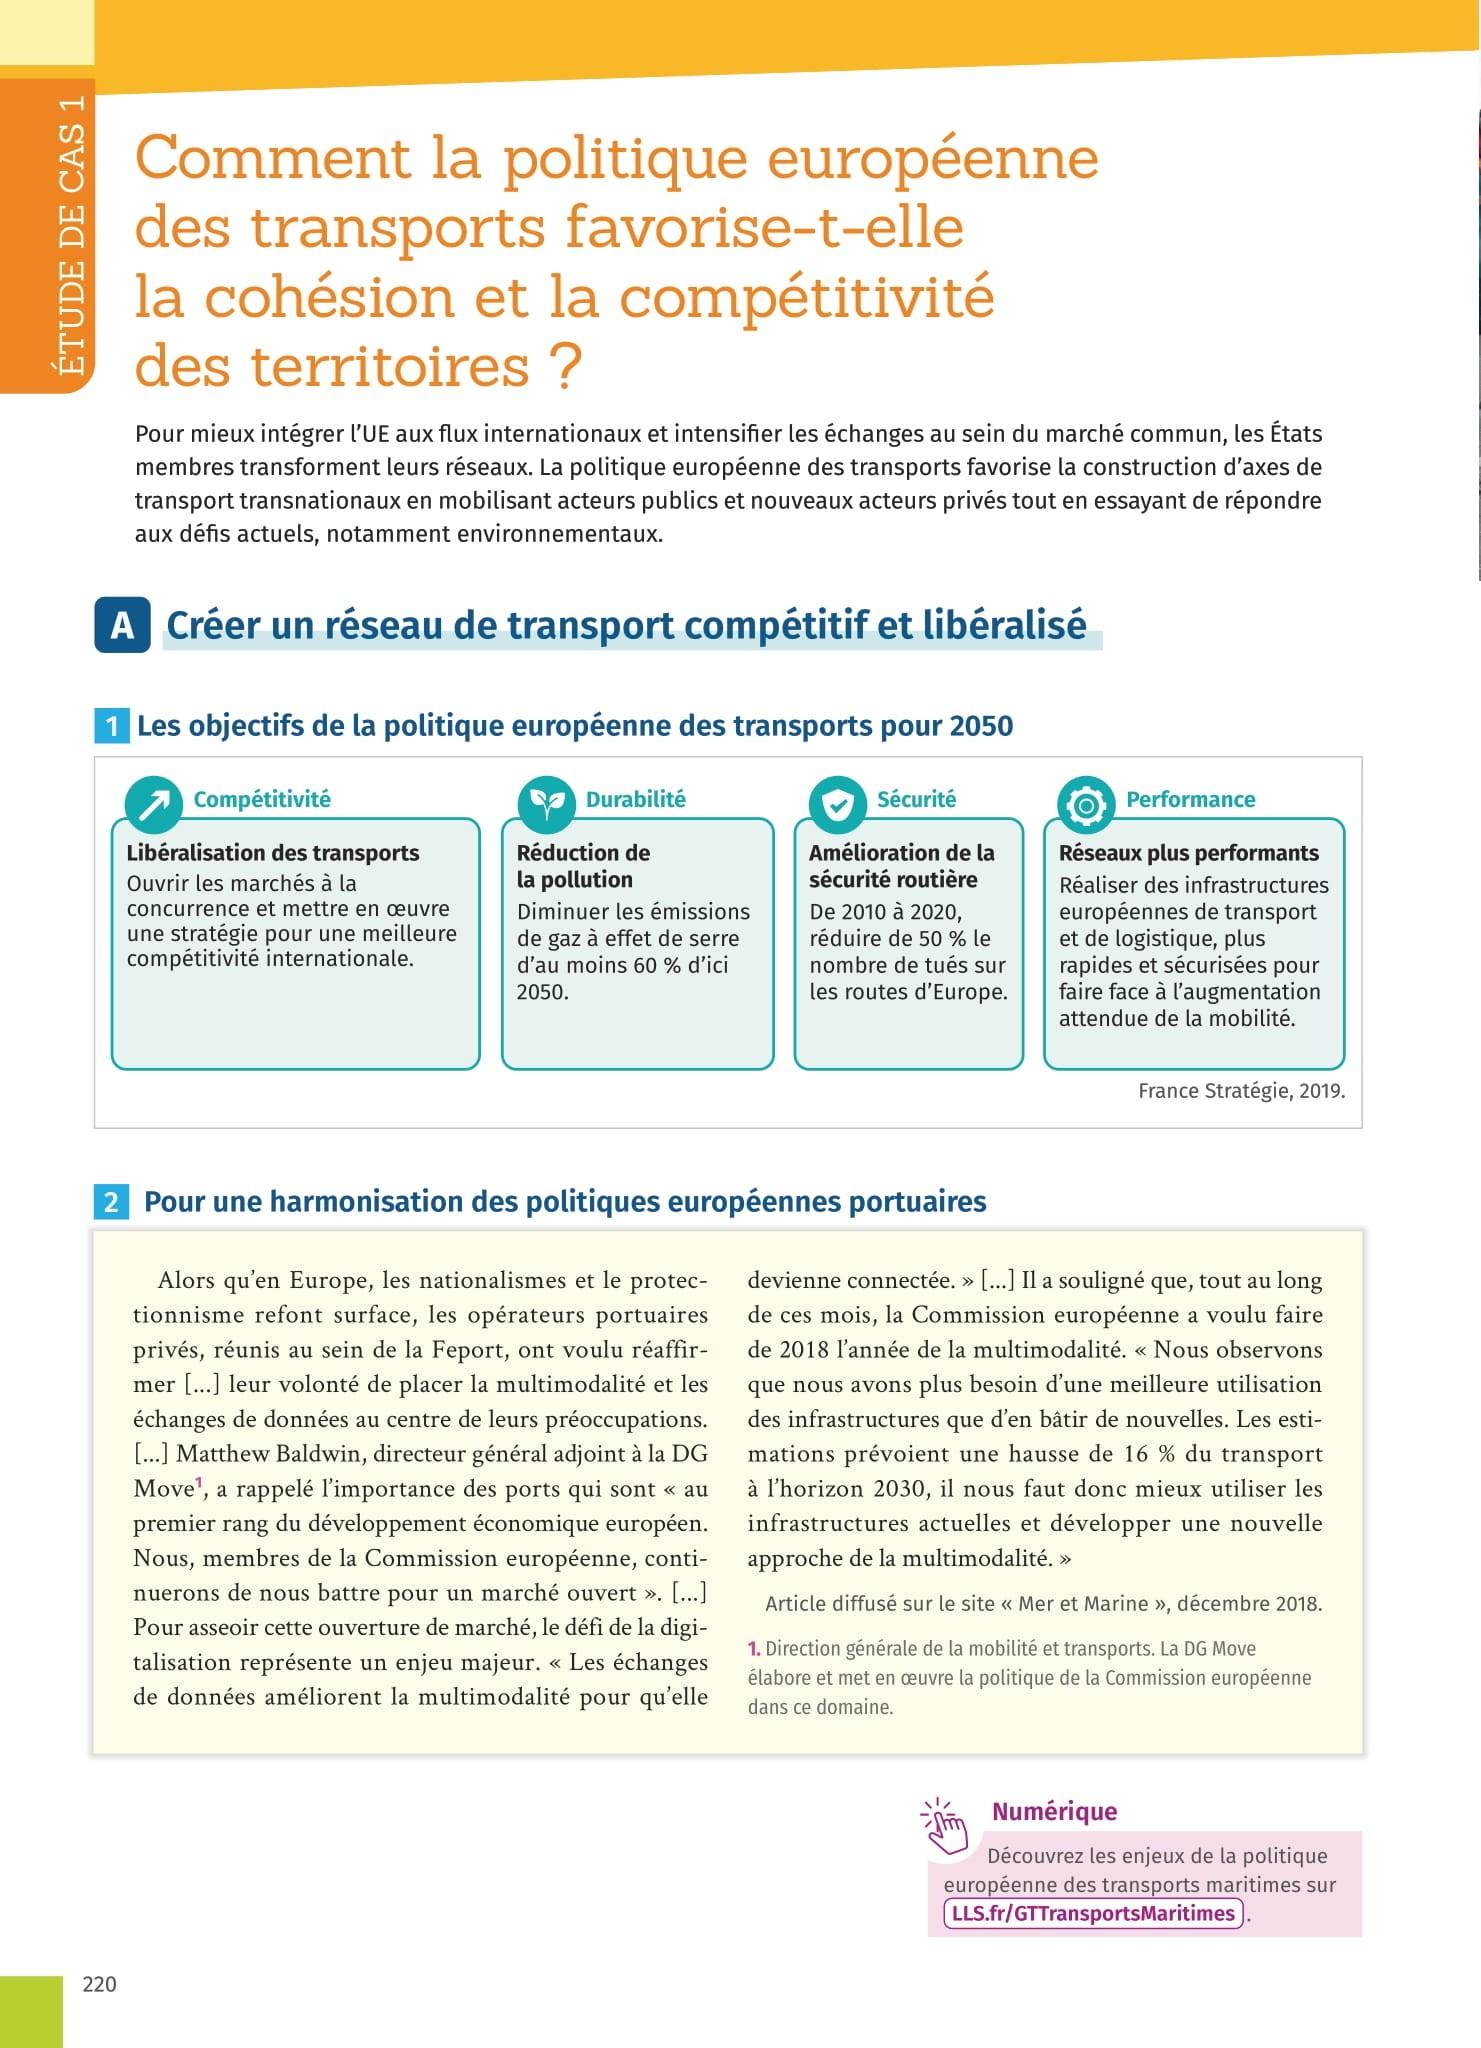 ÉTUDE DE CAS 1
Comment la politique européenne
des transports favorise-t-elle
la cohésion et la compétitivité
des territoires ?
Pour mieux intégrer l’UE aux flux internationaux et intensifier les échanges au sein du marché commun, les États
membres transforment leurs réseaux. La politique européenne des transports favorise la construction d’axes de
transport transnationaux en mobilisant acteurs publics et nouveaux acteurs privés tout en essayant de répondre
aux défis actuels, notamment environnementaux.
A Créer un réseau de transport compétitif et libéralisé
1 Les objectifs de la politique européenne des transports pour 2050
Compétitivité
Libéralisation des transports
Ouvrir les marchés à la
concurrence et mettre en œuvre
une stratégie pour une meilleure
compétitivité internationale.
Durabilité
Réduction de
la pollution
Diminuer les émissions
de gaz à effet de serre
d’au moins 60 % d’ici
2050.
Sécurité
Amélioration de la
sécurité routière
De 2010 à 2020,
réduire de 50 % le
nombre de tués sur
les routes d’Europe.
Performance
Réseaux plus performants
Réaliser des infrastructures
européennes de transport
et de logistique, plus
rapides et sécurisées pour
faire face à l’augmentation
attendue de la mobilité.
France Stratégie, 2019.
2 Pour une harmonisation des politiques européennes portuaires
Alors qu’en Europe, les nationalismes et le protec-
tionnisme refont surface, les opérateurs portuaires
privés, réunis au sein de la Feport, ont voulu réaffir-
mer [...] leur volonté de placer la multimodalité et les
échanges de données au centre de leurs préoccupations.
[...] Matthew Baldwin, directeur général adjoint à la DG
Move1, a rappelé l’importance des ports qui sont « au
premier rang du développement économique européen.
Nous, membres de la Commission européenne, conti-
nuerons de nous battre pour un marché ouvert ». [...]
Pour asseoir cette ouverture de marché, le défi de la digi-
talisation représente un enjeu majeur. « Les échanges
de données améliorent la multimodalité pour qu’elle
devienne connectée. » [...] Il a souligné que, tout au long
de ces mois, la Commission européenne a voulu faire
de 2018 l’année de la multimodalité. « Nous observons
que nous avons plus besoin d’une meilleure utilisation
des infrastructures que d’en bâtir de nouvelles. Les esti-
mations prévoient une hausse de 16 % du transport
à l’horizon 2030, il nous faut donc mieux utiliser les
infrastructures actuelles et développer une nouvelle
approche de la multimodalité. »
Article diffusé sur le site « Mer et Marine », décembre 2018.
1. Direction générale de la mobilité et transports. La DG Move
élabore et met en œuvre la politique de la Commission européenne
dans ce domaine.
Numérique
Découvrez les enjeux de la politique
européenne des transports maritimes sur
LLS.fr/GTTransportsMaritimes .
220